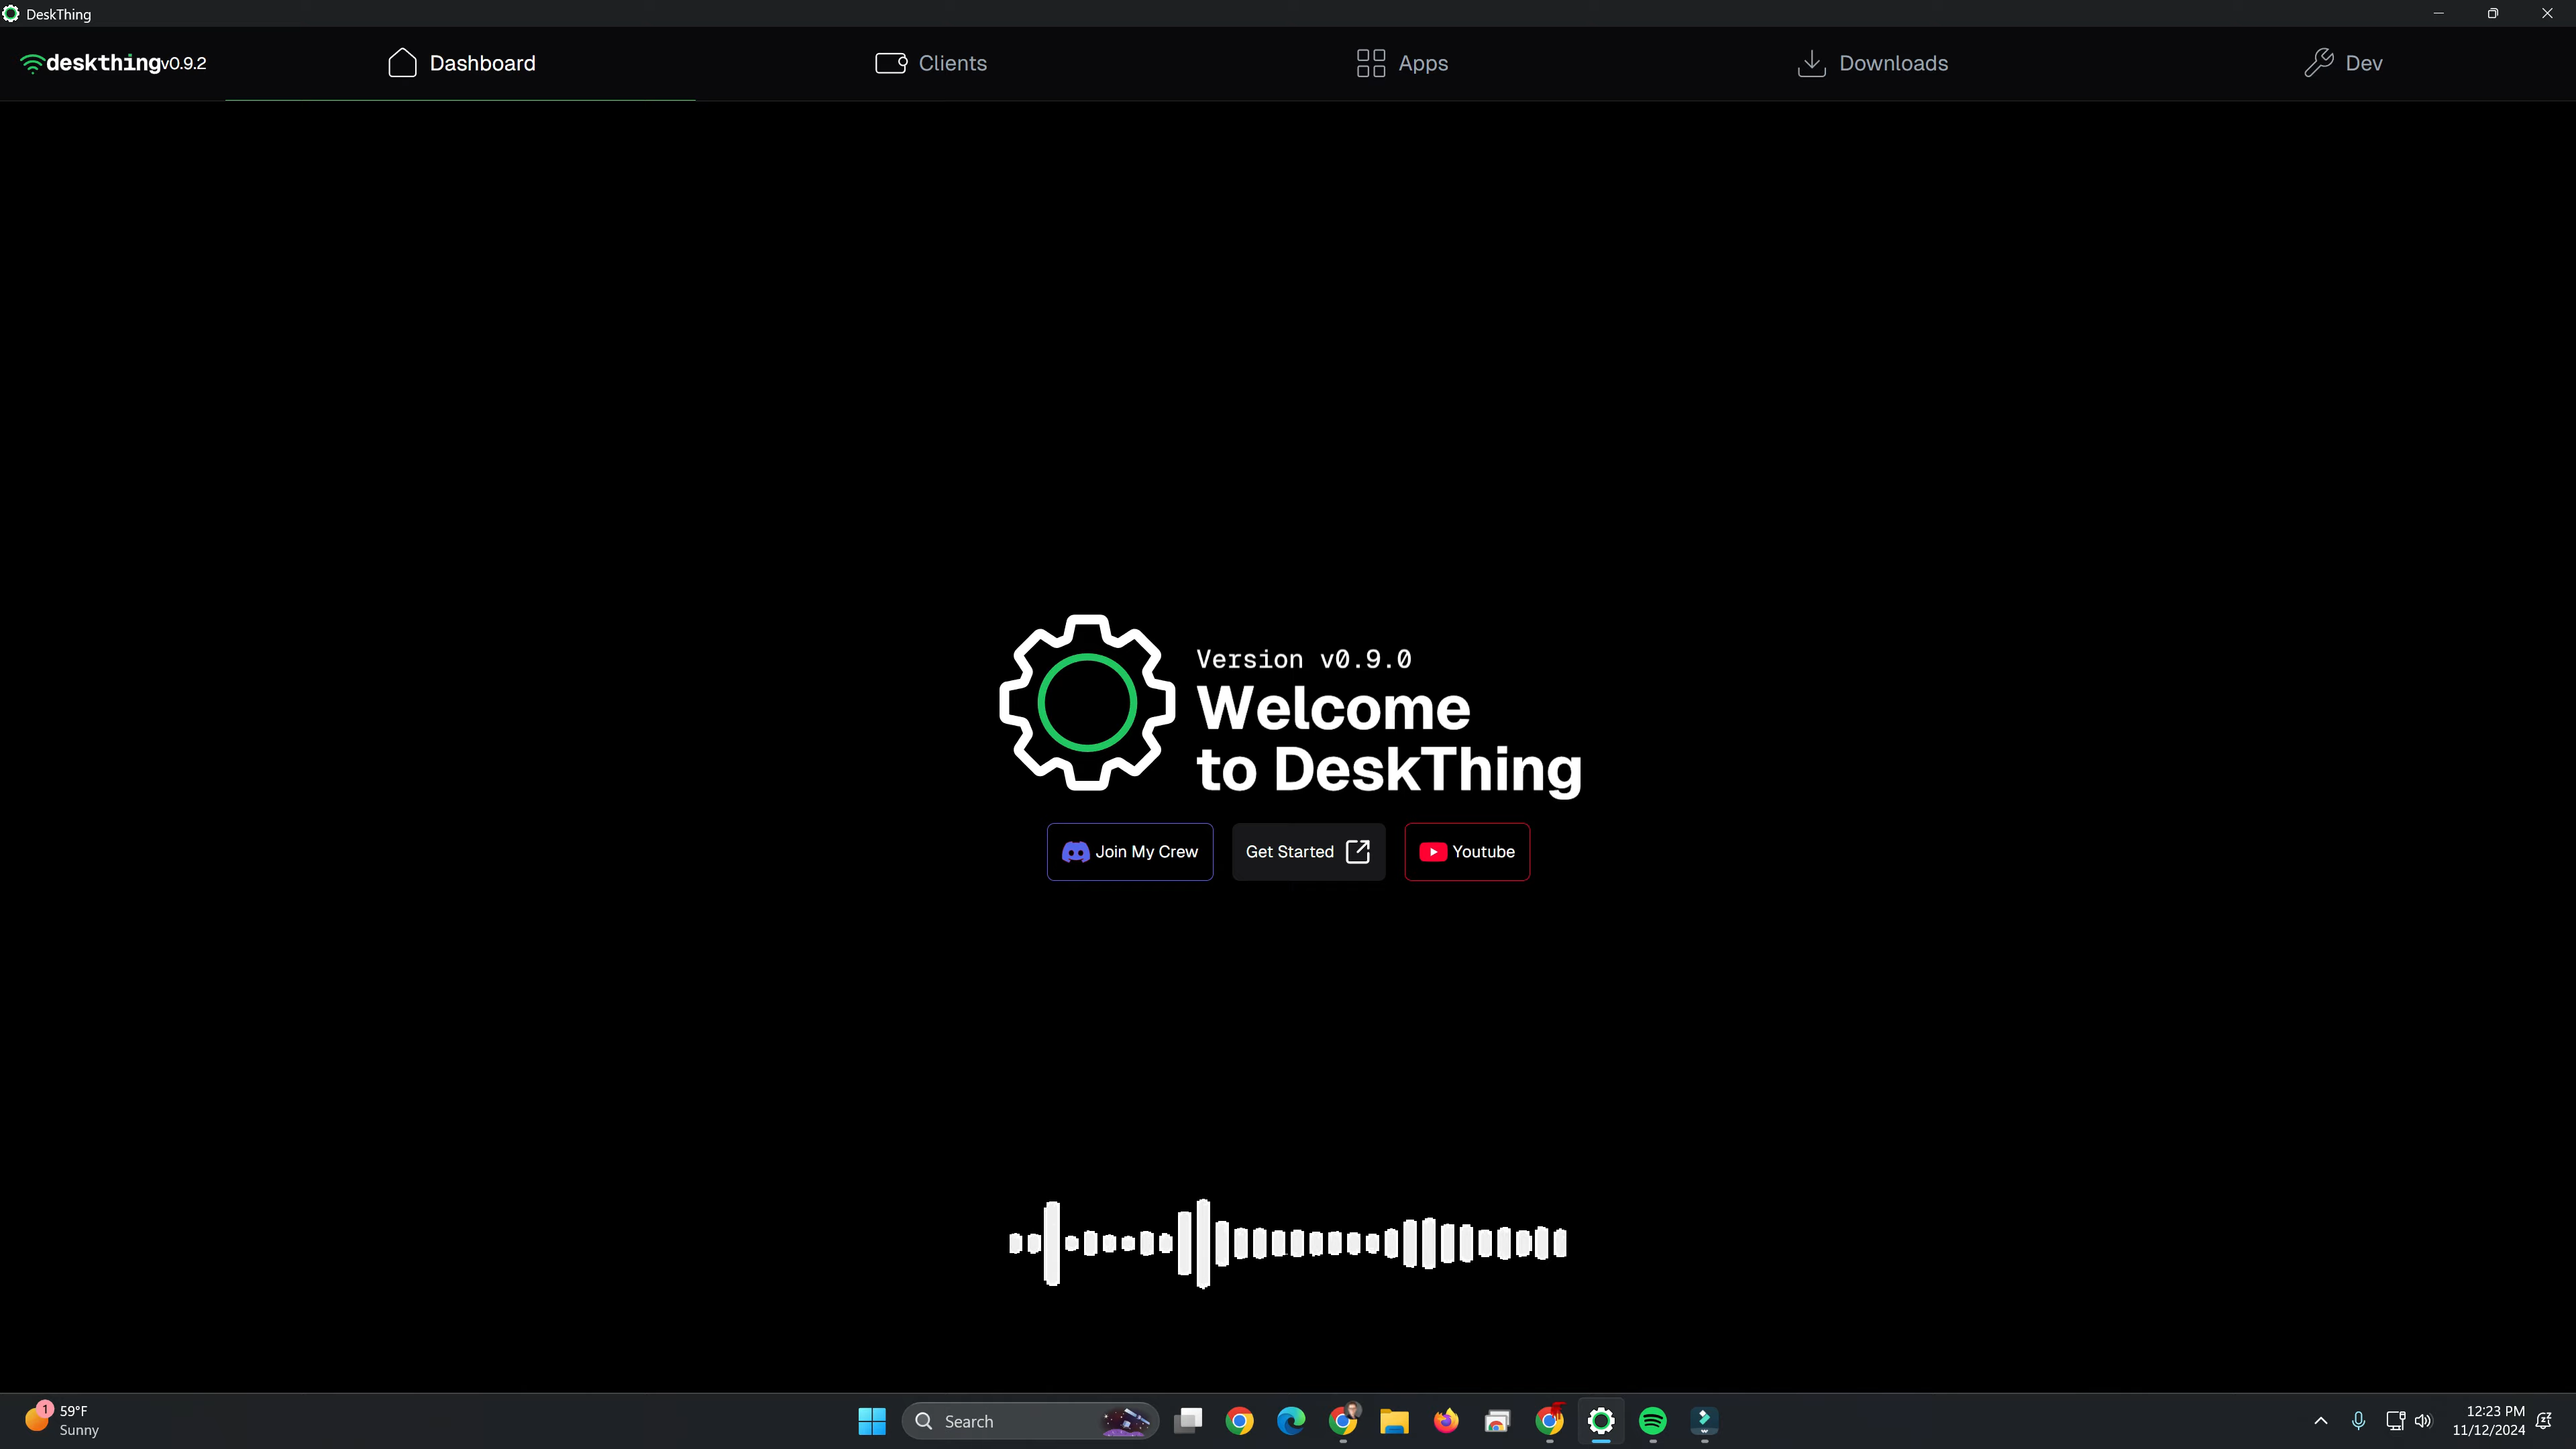 DeskThing
deskthingv0.9.2
Dashboard
Clients
Apps
Downloads
Dev
Version v0.9.0
Welcome
to DeskThing
Join My Crew
Get Started
Youtube
1
59°F
Sunny
Search
12:23 PM
11/12/2024